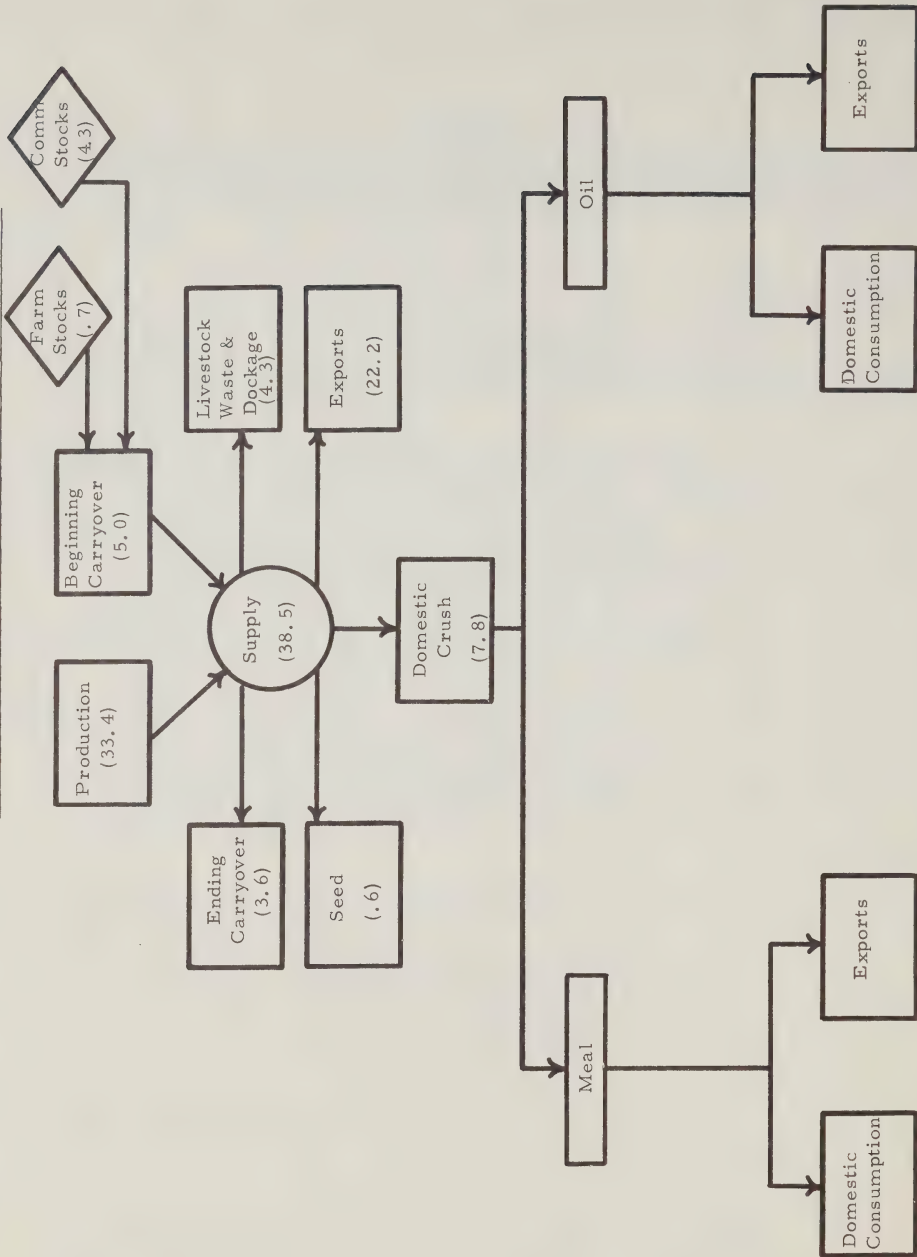 Comm
Stocks
(4.3)
Farm
Stocks
(.7)
Production
(33.4)
Beginning
Carryover
(5.0)
Ending
Carryover
(3.6)
Supply
(38.5)
Livestock
Waste &
Dockage
(4.3)
Seed
(.6)
Exports
(22.2)
Domestic
Crush
(7.8)
Meal
Oil
Domestic
Consumption
Exports
Domestic
Consumption
Exports